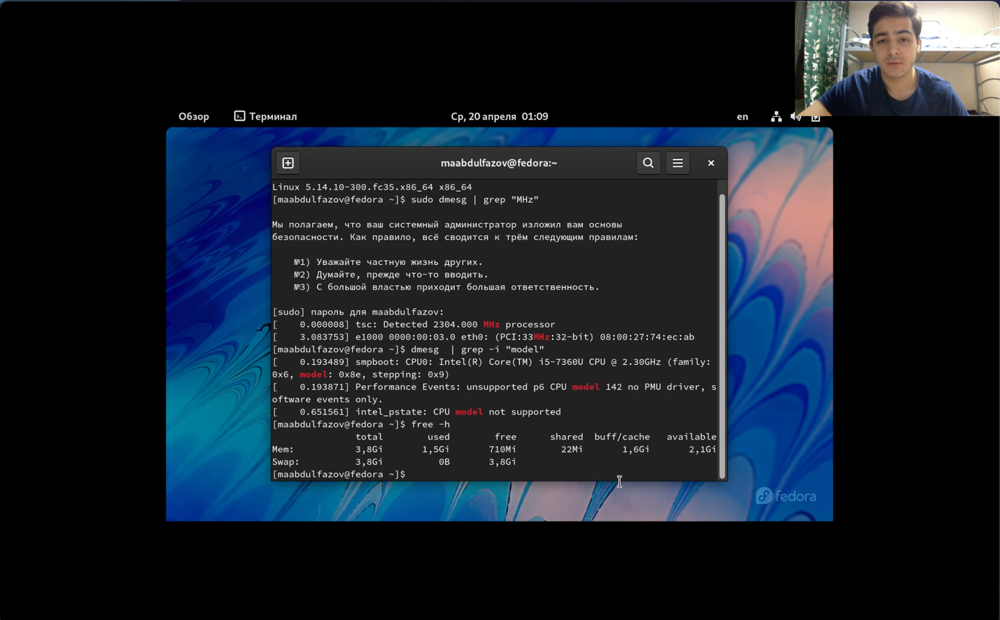 Обзор Терминал Ср, 20 апреля 01:09 en
maabdulfazov@fedora:~
Linux 5.14.10-300.fc35.x86_64 x86_64
[maabdulfazov@fedora ~]$ sudo dmesg | grep "MHz"
Мы полагаем, что ваш системный администратор изложил вам основы
безопасности. Как правило, всё сводится к трём следующим правилам:
№1) Уважайте частную жизнь других.
№2) Думайте, прежде что-то вводить.
№3) С большой властью приходит большая ответственность.
[sudo] пароль для maabdulfazov:
[    0.000008] tsc: Detected 2304.000 MHz processor
[    3.083753] e1000 0000:00:03.0 eth0: (PCI:33MHz:32-bit) 08:00:27:74:ec:ab
[maabdulfazov@fedora ~]$ dmesg  | grep -i "model"
[    0.193489] smpboot: CPU0: Intel(R) Core(TM) i5-7360U CPU @ 2.30GHz (family:
0x6, model: 0x8e, stepping: 0x9)
[    0.193871] Performance Events: unsupported p6 CPU model 142 no PMU driver, s
oftware events only.
[    0.651561] intel_pstate: CPU model not supported
[maabdulfazov@fedora ~]$ free -h
total used free shared buff/cache available
Mem: 3,8Gi 1,5Gi 710Mi 22Mi 1,6Gi 2,1Gi
Swap: 3,8Gi 0B 3,8Gi
[maabdulfazov@fedora ~]$
fedora